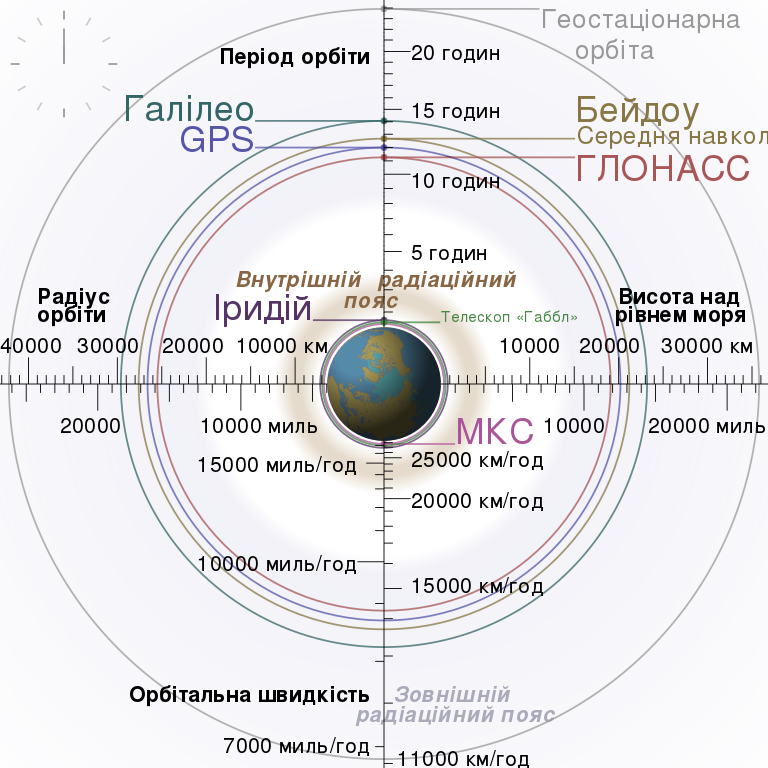 Геостаціонарна
орбіта
Період орбіти
20 годин
Галілео
GPS
15 годин
Бейдоу
Середня навкол
ГЛОНАСС
10 годин
5 годин
Внутрішній радіаційний
пояс
Радіус
орбіти
Іридій
Телескоп «Габбл»
Висота над
рівнем моря
40000 30000 20000 10000 км
10000 20000 30000 км
20000 10000 миль
МКС
10000 20000 миль
15000 миль/год
25000 км/год
20000 км/год
10000 миль/год
15000 км/год
Орбітальна швидкість
Зовнішній
радіаційний пояс
7000 миль/год
11000 км/год